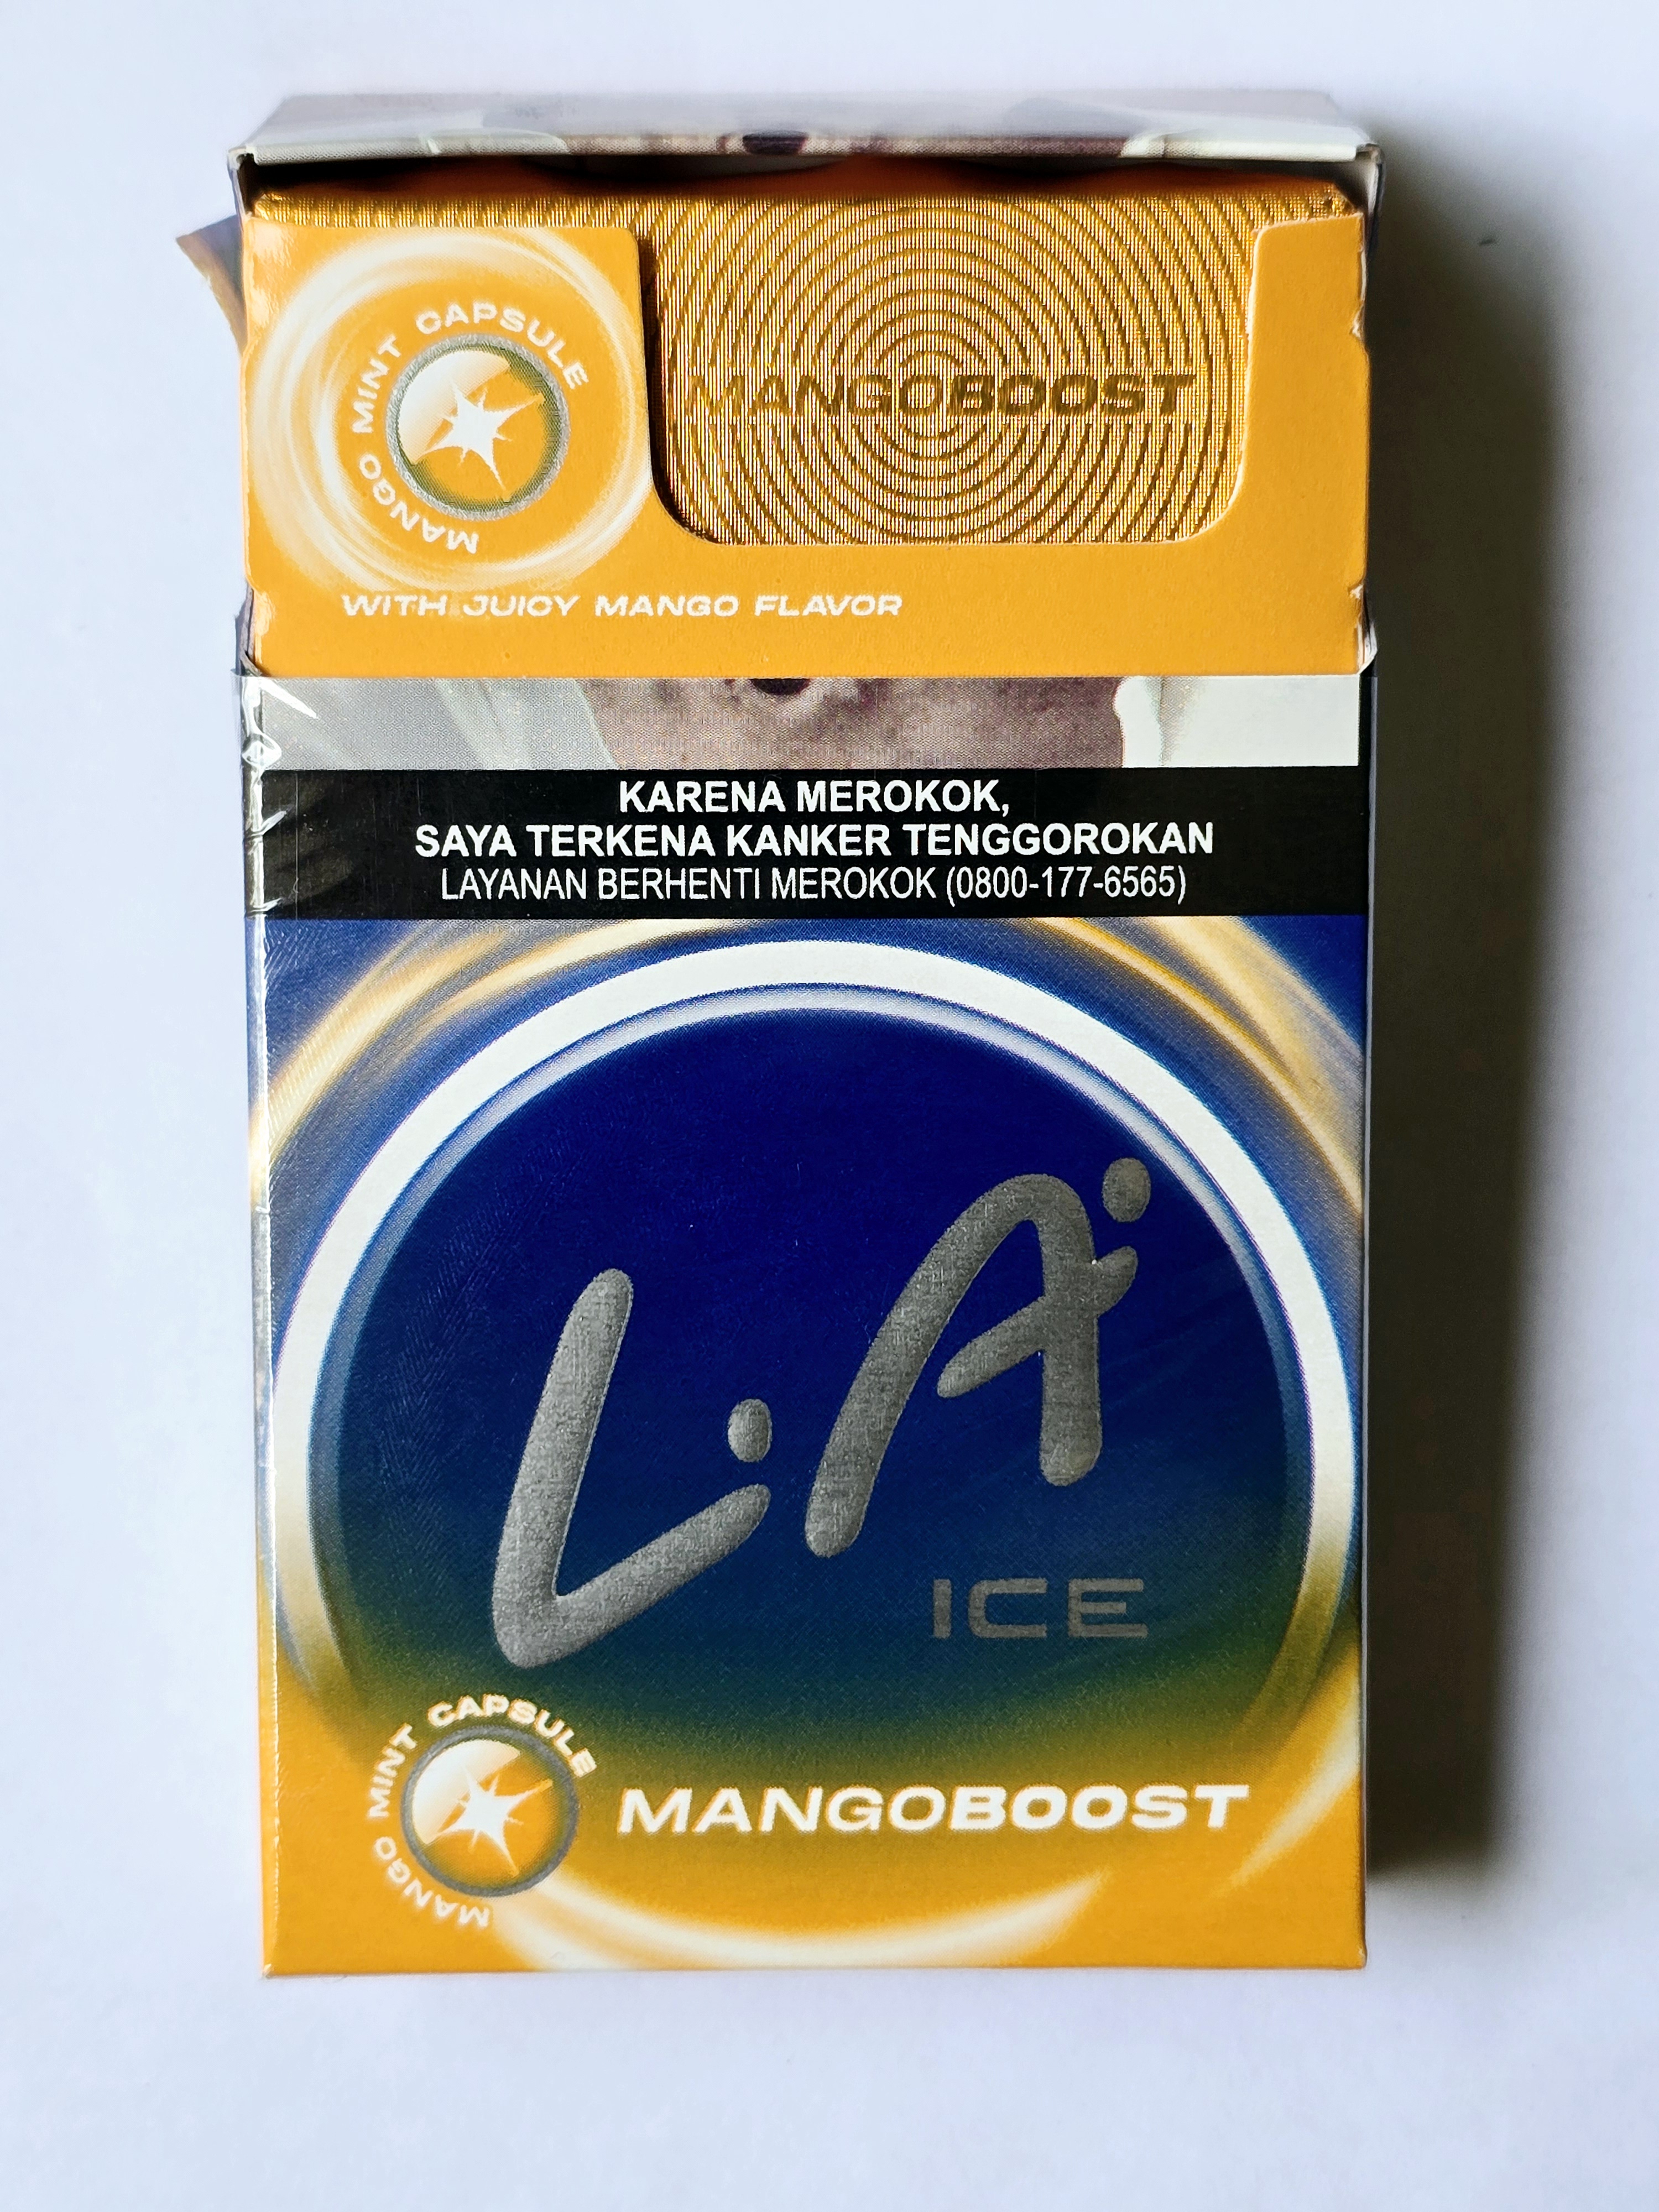 MANGO MINT CAPSULE
MANGOBOOST
WITH JUICY MANGO FLAVOR
KARENA MEROKOK,
SAYA TERKENA KANKER TENGGOROKAN
LAYANAN BERHENTI MEROKOK (0800-177-6565)
L.A.
ICE
MANGO MINT CAPSULE
MANGOBOOST